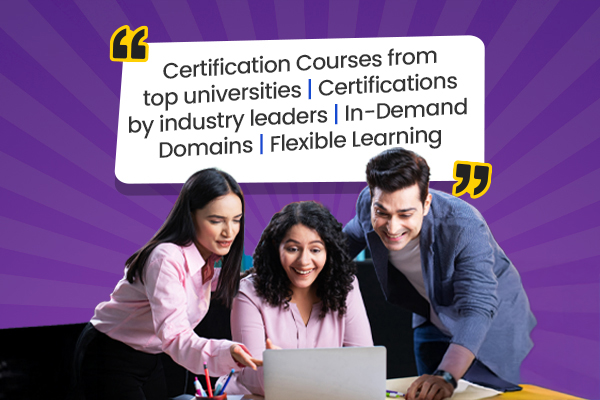 Certification Courses from
top universities | Certifications
by industry leaders | In-Demand
Domains | Flexible Learning